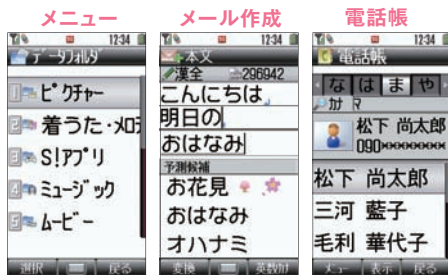 メニュー
12:34
データフォルダ
ピクチャー
着うた・メロデ
S!アプリ
ミュージック
ムービー
選択
戻る
メール作成
12:34
本文
漢全
296942
こんにちは。
明日の
おはなみ
予測候補
お花見
おはなみ
オハナミ
変換
英数カナ
電話帳
12:34
電話帳
な は ま や
カナ マ
松下 尚太郎
090××××××××
松下 尚太郎
三河 藍子
毛利 華代子
メニュー
表示
戻る